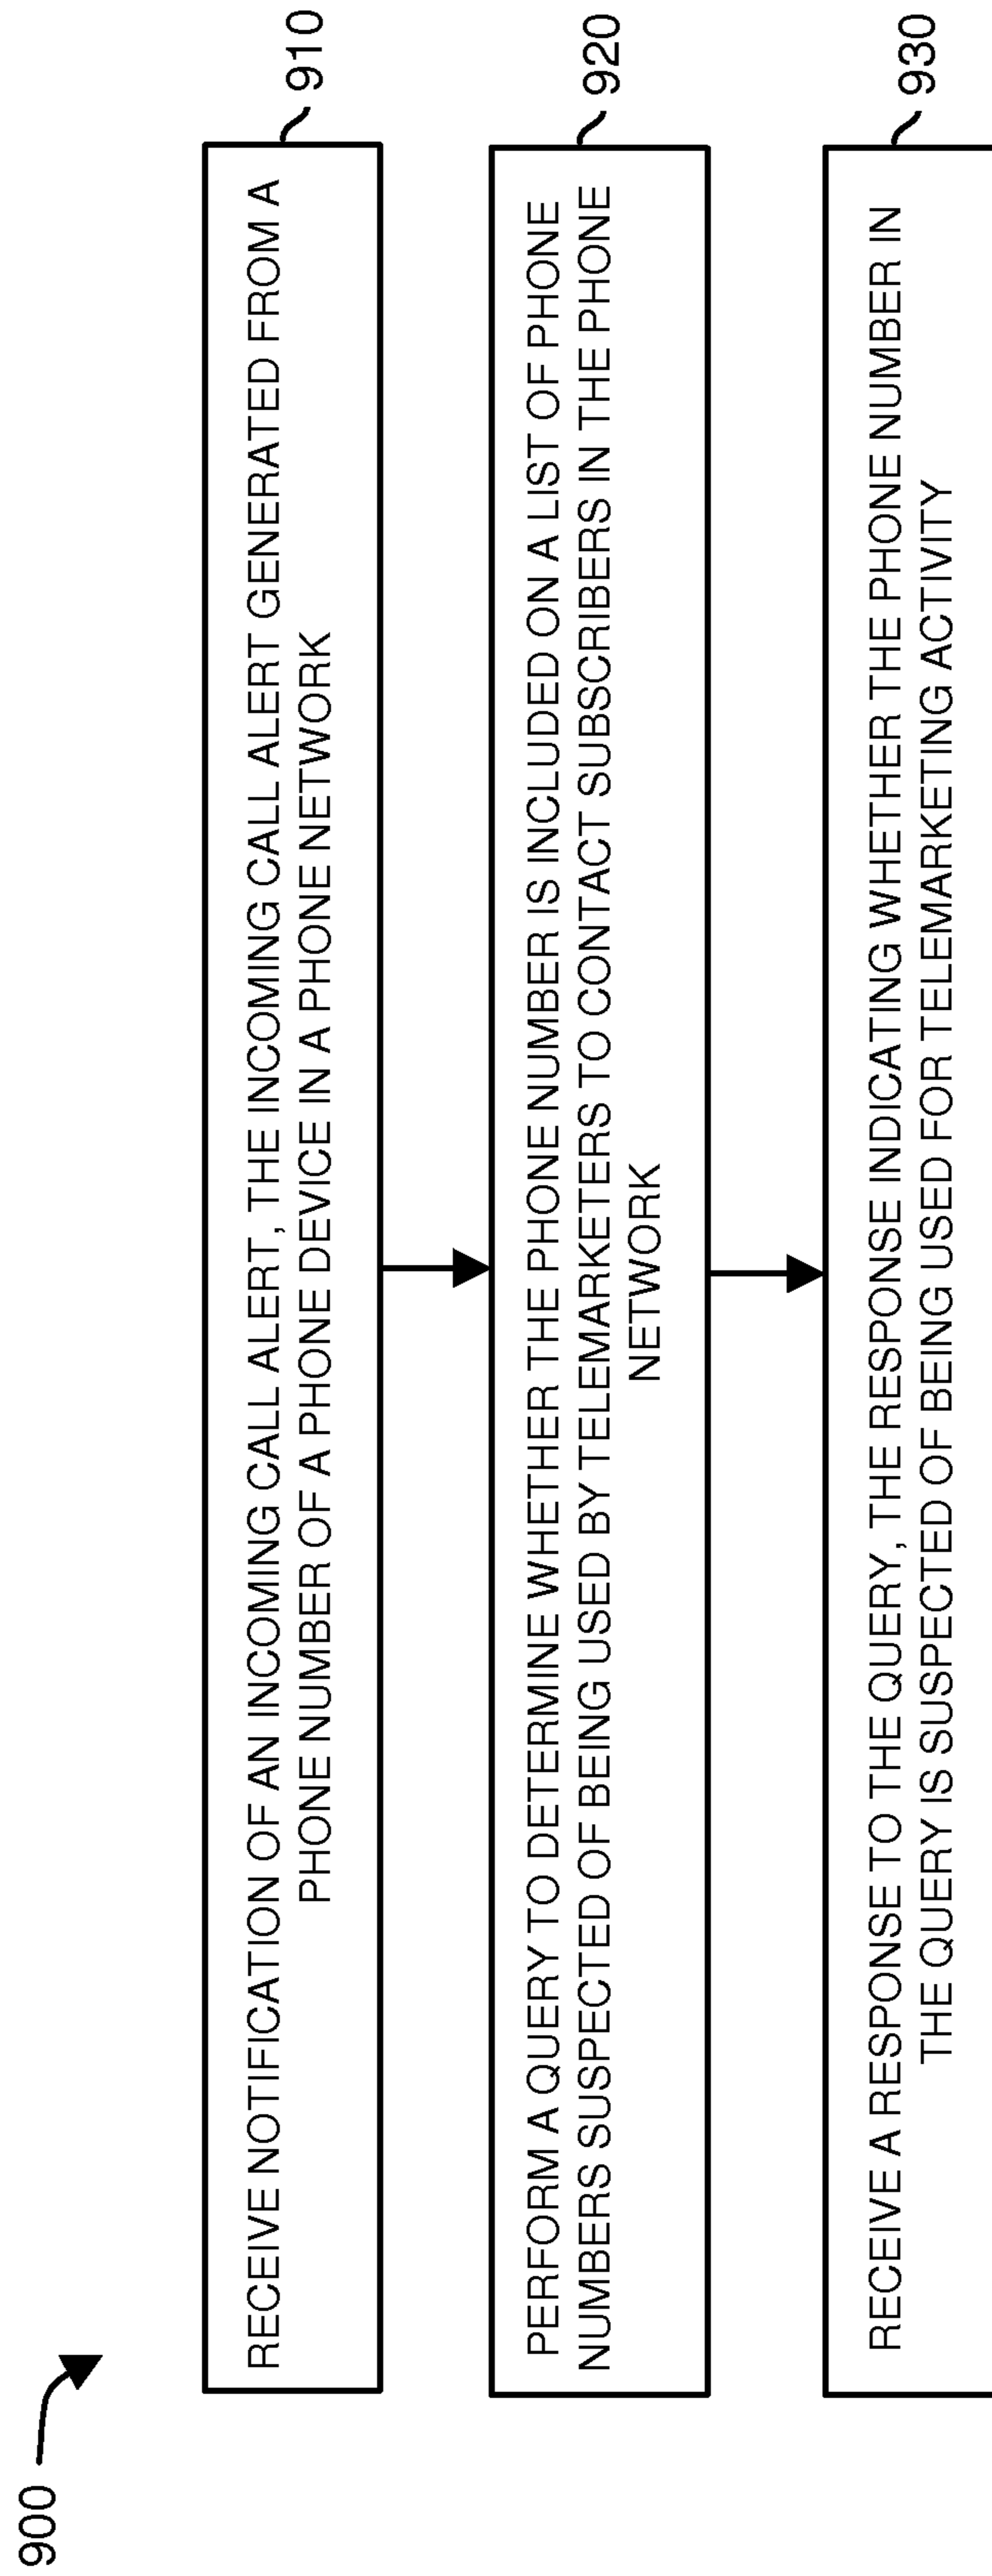 900
RECEIVE NOTIFICATION OF AN INCOMING CALL ALERT, THE INCOMING CALL ALERT GENERATED FROM A
PHONE NUMBER OF A PHONE DEVICE IN A PHONE NETWORK
910
PERFORM A QUERY TO DETERMINE WHETHER THE PHONE NUMBER IS INCLUDED ON A LIST OF PHONE
NUMBERS SUSPECTED OF BEING USED BY TELEMARKETERS TO CONTACT SUBSCRIBERS IN THE PHONE
NETWORK
920
RECEIVE A RESPONSE TO THE QUERY, THE RESPONSE INDICATING WHETHER THE PHONE NUMBER IN
THE QUERY IS SUSPECTED OF BEING USED FOR TELEMARKETING ACTIVITY
930